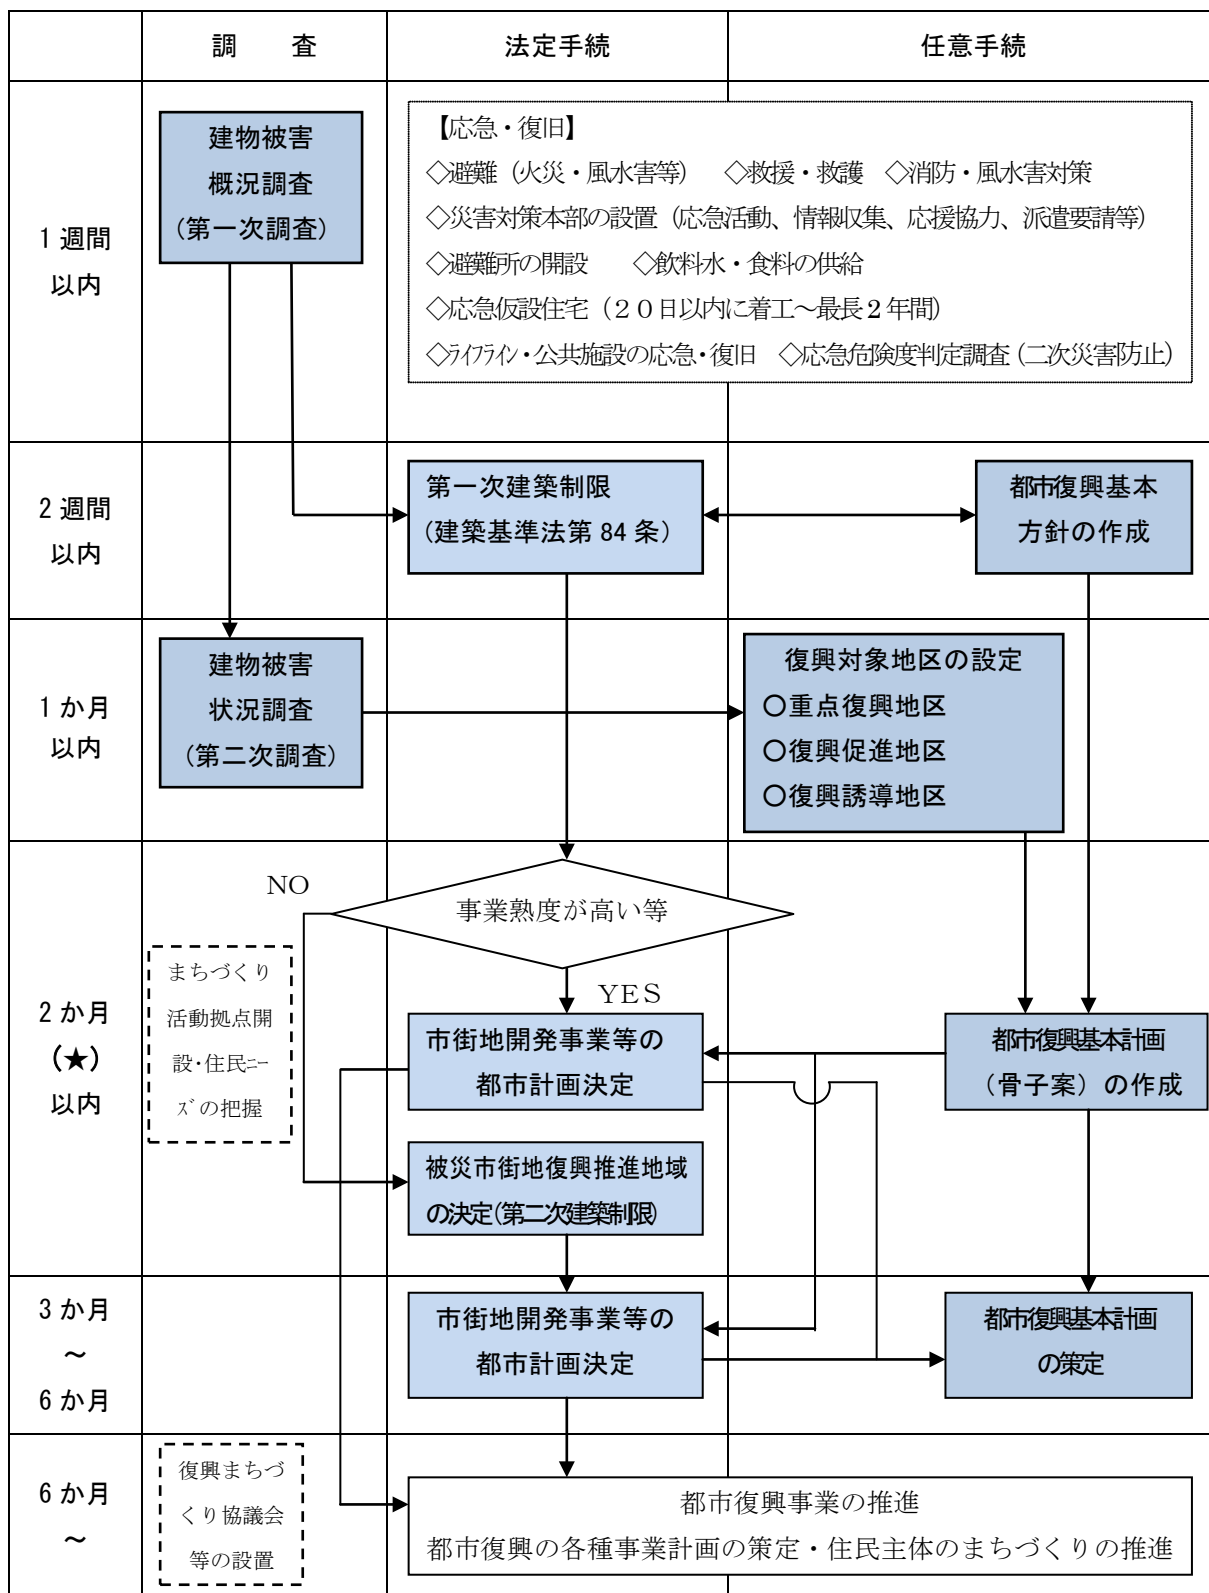 調　　査
法定手続
任意手続
1週間
以内
建物被害
概況調査
(第一次調査)
【応急・復旧】
◇避難（火災・風水害等）　◇救援・救護　◇消防・風水害対策
◇災害対策本部の設置（応急活動、情報収集、応援協力、派遣要請等）
◇避難所の開設　　◇飲料水・食料の供給
◇応急仮設住宅（２０日以内に着工～最長２年間）
◇ﾗｲﾌﾗｲﾝ・公共施設の応急・復旧　◇応急危険度判定調査(二次災害防止)
2週間
以内
第一次建築制限
(建築基準法第84条)
都市復興基本
方針の作成
1か月
以内
建物被害
状況調査
(第二次調査)
復興対象地区の設定
○重点復興地区
○復興促進地区
○復興誘導地区
2か月
(★)
以内
NO
事業熟度が高い等
YES
まちづくり
活動拠点開
設・住民ﾆｰ
ｽﾞの把握
市街地開発事業等の
都市計画決定
都市復興基本計画
（骨子案）の作成
被災市街地復興推進地域
の決定(第二次建築制限)
3か月
～
6か月
市街地開発事業等の
都市計画決定
都市復興基本計画
の策定
6か月
～
復興まちづ
くり協議会
等の設置
都市復興事業の推進
都市復興の各種事業計画の策定・住民主体のまちづくりの推進